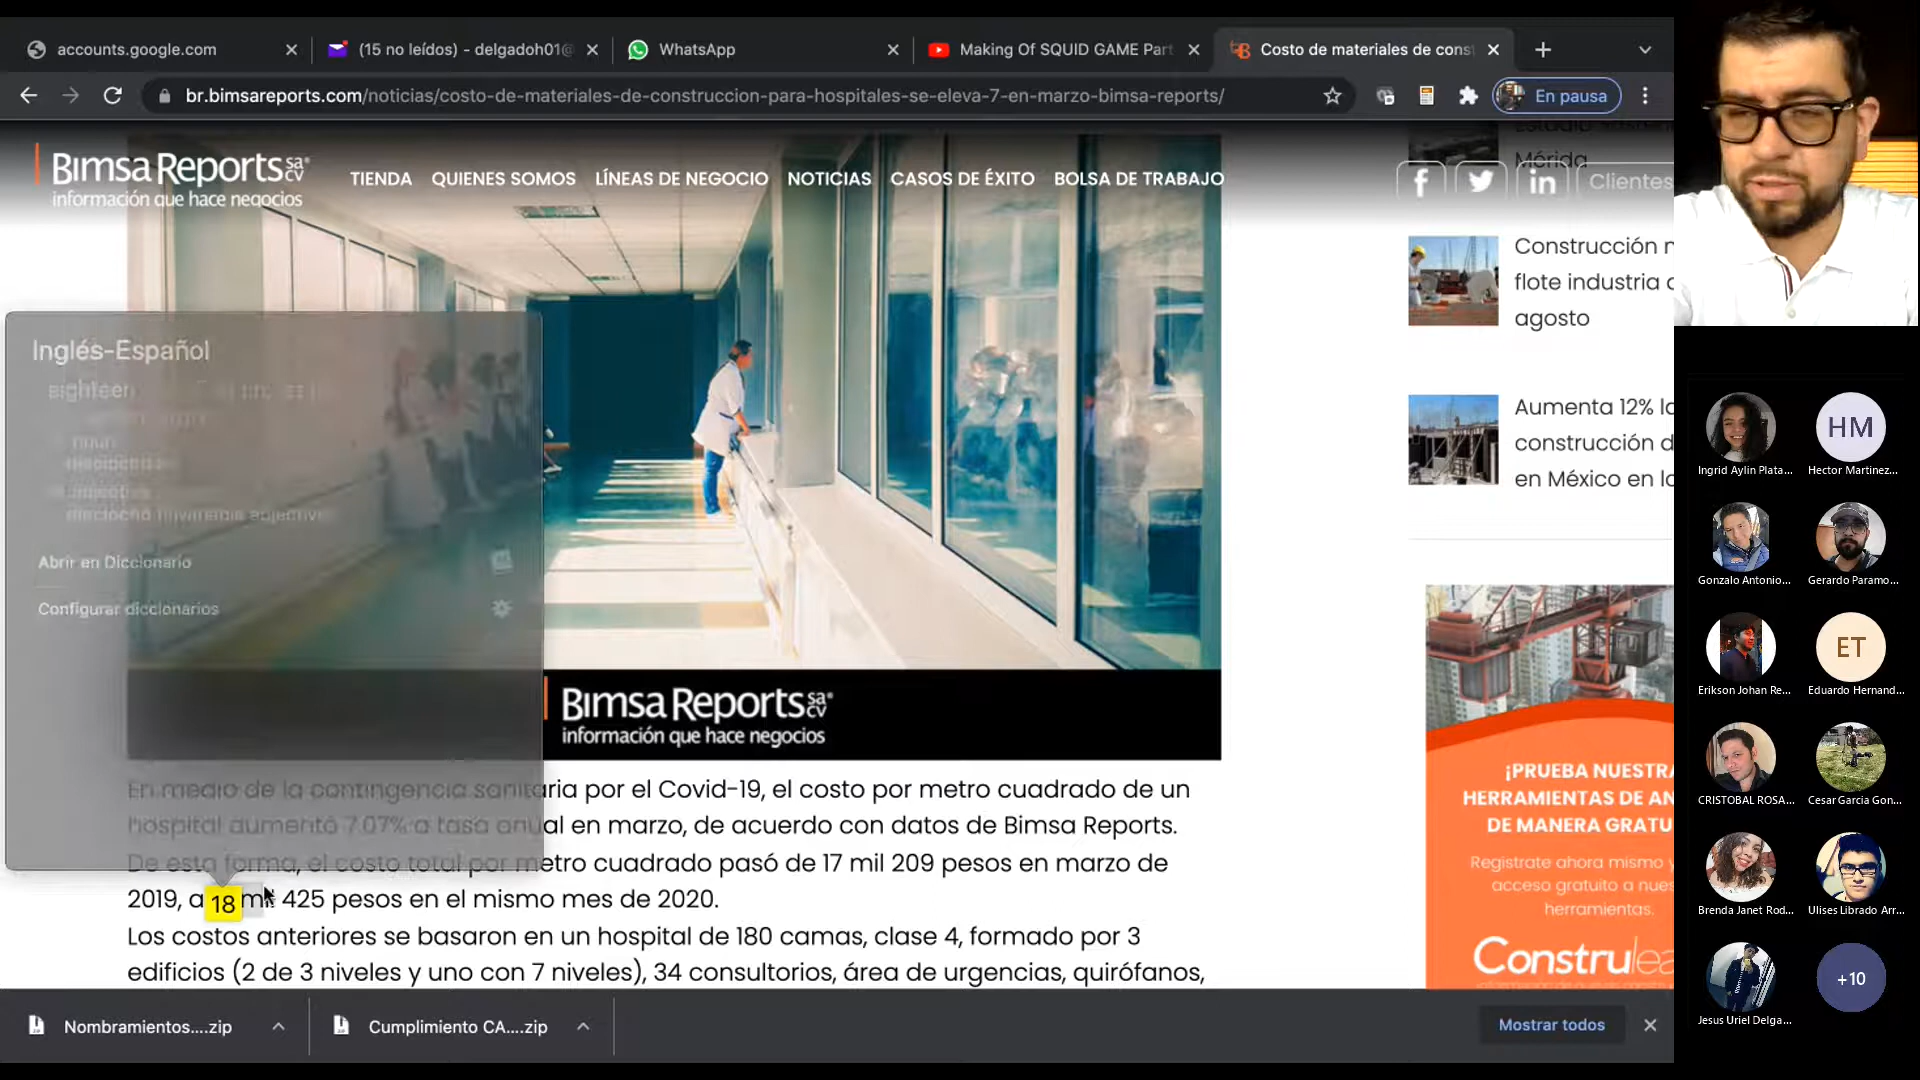 accounts.google.com
(15 no leídos) - delgadoh01@
WhatsApp
Making Of SQUID GAME Part
Costo de materiales de cons
br.bimsareports.com/noticias/costo-de-materiales-de-construccion-para-hospitales-se-eleva-7-en-marzo-bimsa-reports/
En pausa
Bimsa Reports SA CV
información que hace negocios
TIENDA QUIENES SOMOS LÍNEAS DE NEGOCIO NOTICIAS CASOS DE ÉXITO BOLSA DE TRABAJO
Clientes
Mérida
Construcción
flote industria
agosto
Aumenta 12%
construcción
en México en
Inglés-Español
eighteen
noun
Abrir en Diccionario
Configurar diccionarios
Bimsa Reports SA CV
información que hace negocios
En medio de la contingencia sanitaria por el Covid-19, el costo por metro cuadrado de un
hospital aumentó 7.07% a tasa anual en marzo, de acuerdo con datos de Bimsa Reports.
De esta forma, el costo total por metro cuadrado pasó de 17 mil 209 pesos en marzo de
2019, a 18 mil 425 pesos en el mismo mes de 2020.
Los costos anteriores se basaron en un hospital de 180 camas, clase 4, formado por 3
edificios (2 de 3 niveles y uno con 7 niveles), 34 consultorios, área de urgencias, quirófanos,
¡PRUEBA NUESTRA
HERRAMIENTAS DE AN
DE MANERA GRATU
Registrate ahora mismo y
acceso gratuito a nues
herramientas.
Construlea
Nombramientos....zip
Cumplimiento CA....zip
Mostrar todos
HM
Ingrid Aylin Plata...
Hector Martinez...
Gonzalo Antonio...
Gerardo Paramo...
ET
Erikson Johan Re...
Eduardo Hernand...
CRISTOBAL ROSA...
Cesar Garcia Gon...
Brenda Janet Rod...
Ulises Librado Arr...
+10
Jesus Uriel Delga...